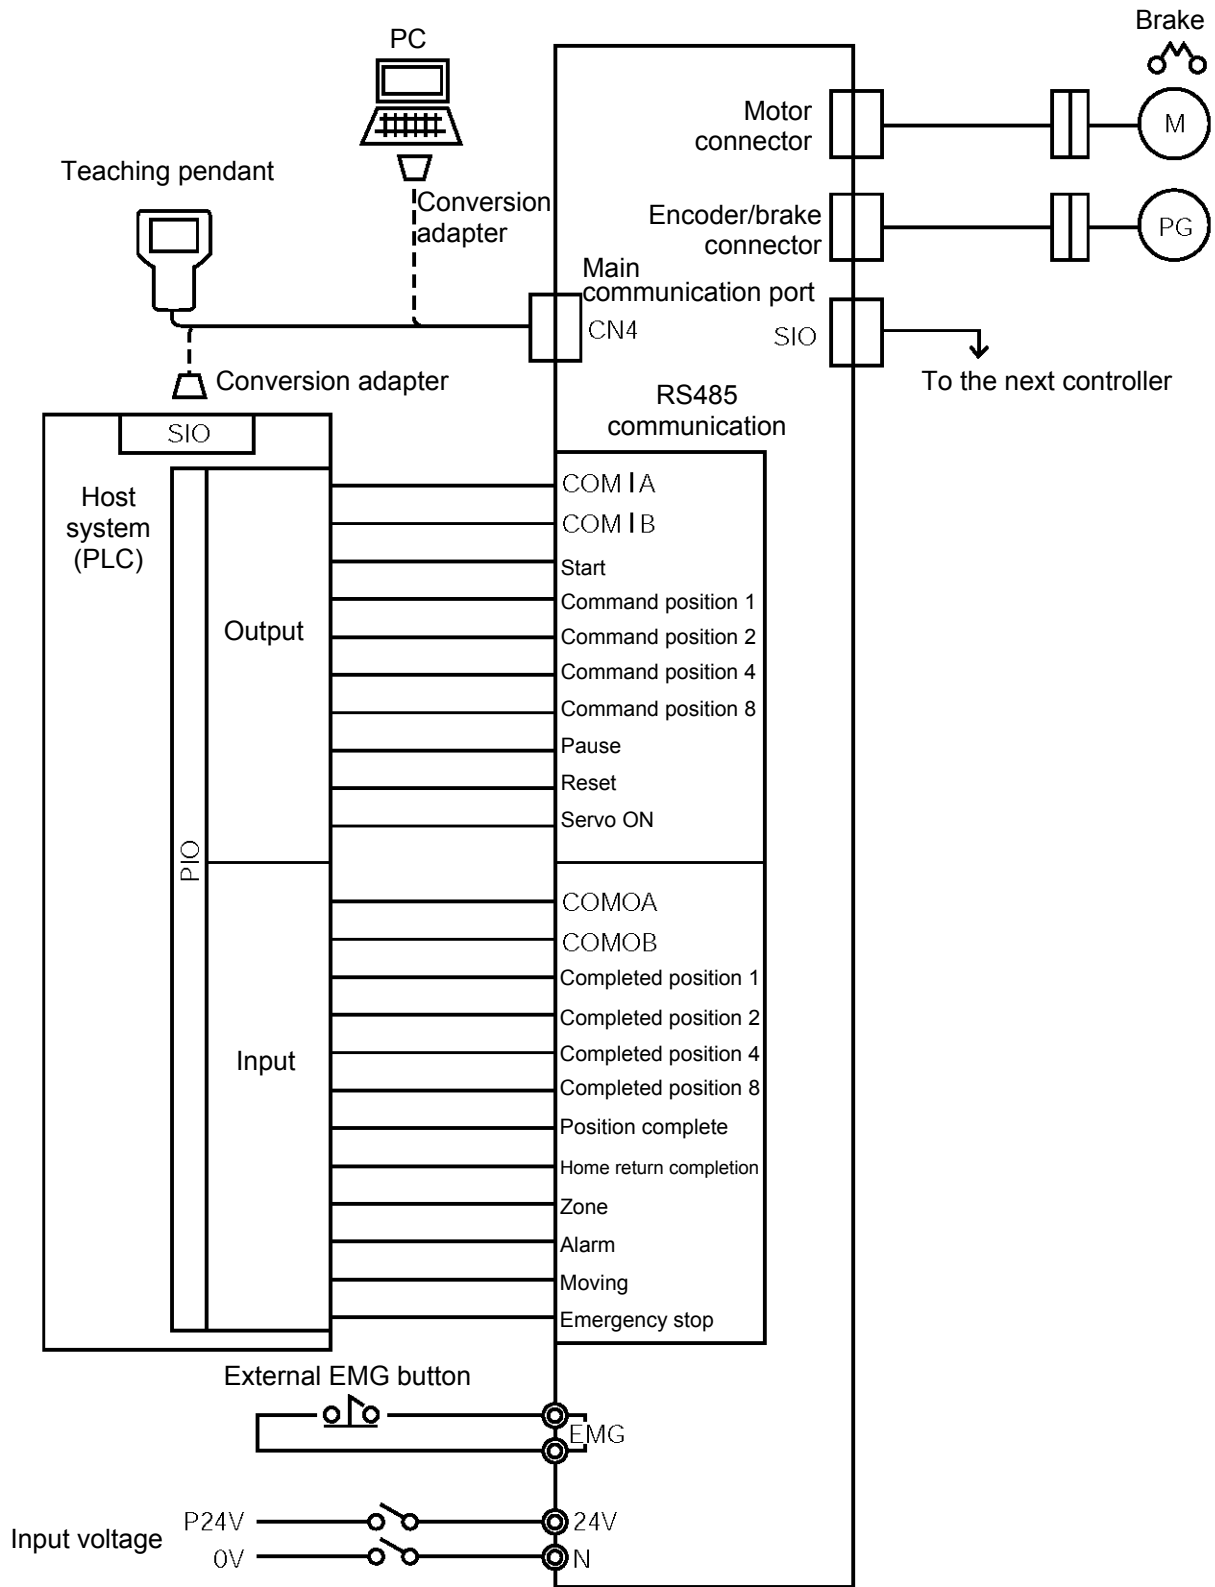 Brake
PC
Motor
connector
M
Teaching pendant
Conversion
adapter
Encoder/brake
connector
PG
Main
communication port
CN4
SIO
Conversion adapter
To the next controller
RS485
communication
SIO
Host
system
(PLC)
PIO
Output
COMIA
COMIB
Start
Command position 1
Command position 2
Command position 4
Command position 8
Pause
Reset
Servo ON
Input
COMOA
COMOB
Completed position 1
Completed position 2
Completed position 4
Completed position 8
Position complete
Home return completion
Zone
Alarm
Moving
Emergency stop
External EMG button
EMG
Input voltage
P24V
24V
0V
N